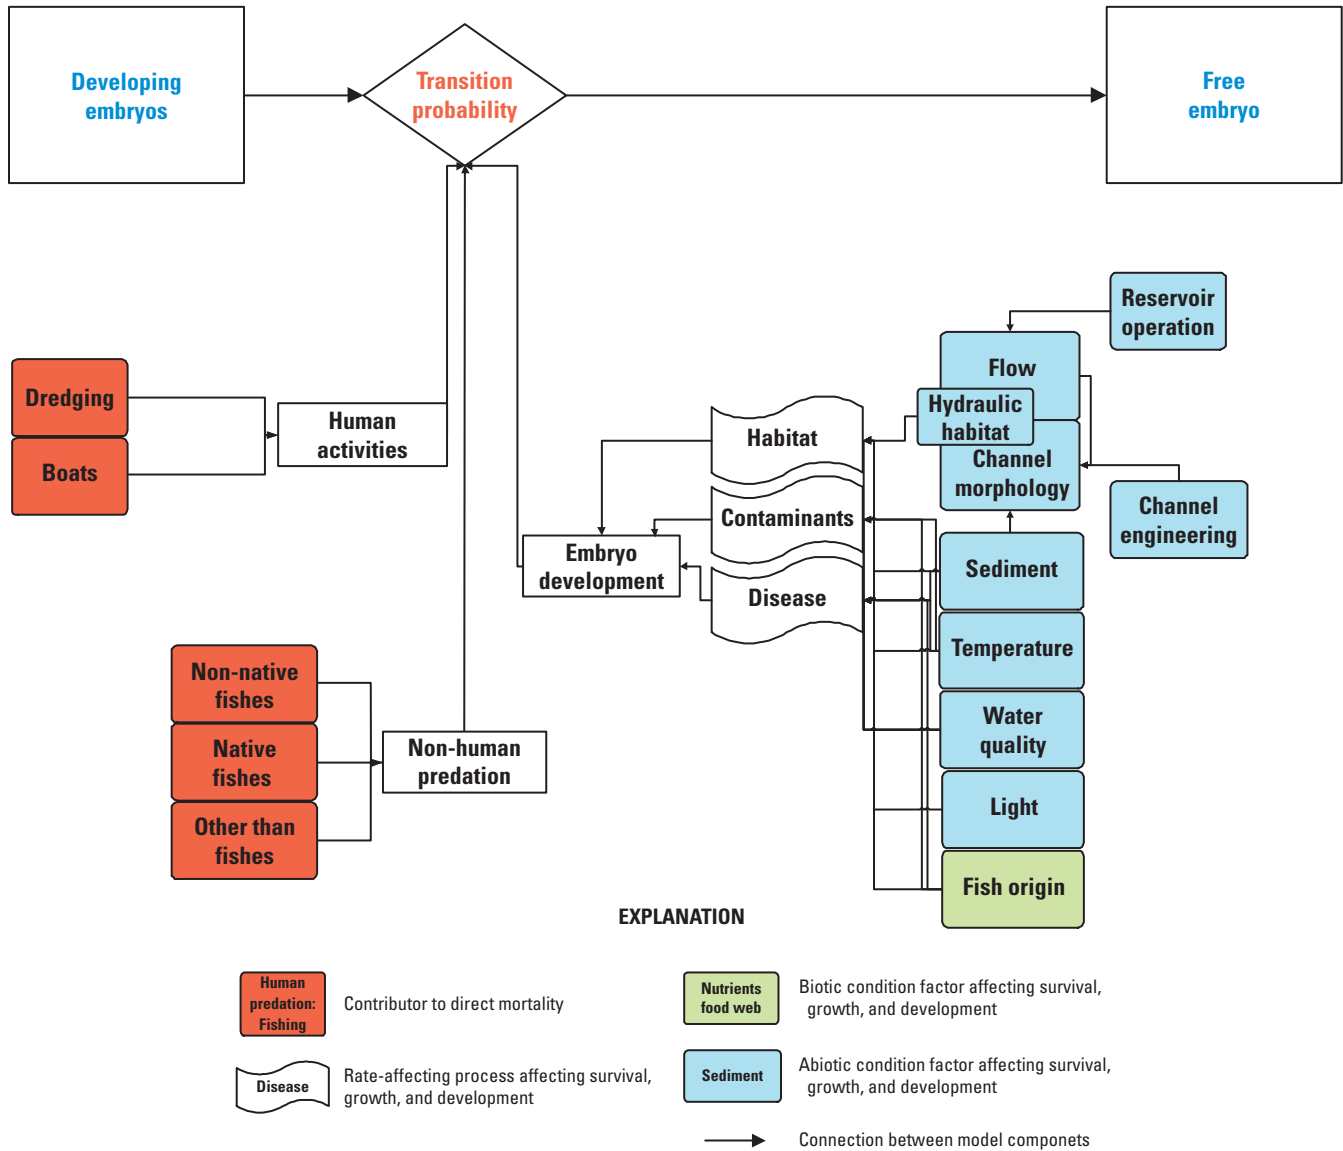 Developing
embryos
Transition
probability
Free
embryo
Reservoir
operation
Flow
Hydraulic
habitat
Channel
morphology
Channel
engineering
Dredging
Boats
Human
activities
Habitat
Contaminants
Disease
Embryo
development
Sediment
Temperature
Water
quality
Light
Fish origin
Non-native
fishes
Native
fishes
Other than
fishes
Non-human
predation
EXPLANATION
Human
predation:
Fishing
Contributor to direct mortality
Disease
Rate-affecting process affecting survival,
growth, and development
Nutrients
food web
Biotic condition factor affecting survival,
growth, and development
Sediment
Abiotic condition factor affecting survival,
growth, and development
Connection between model componets